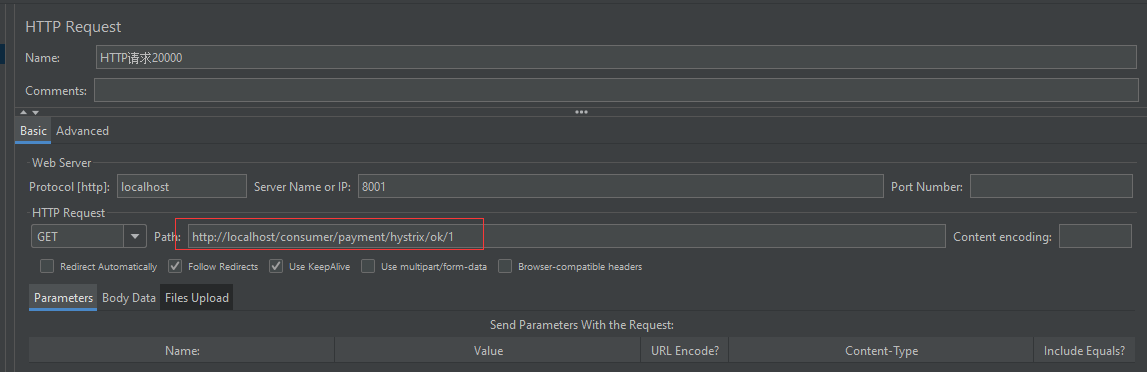 HTTP Request
Name: HTTP请求20000
Comments:
Basic Advanced
Web Server
Protocol [http]: localhost Server Name or IP: 8001 Port Number:
HTTP Request
GET Path: http://localhost/consumer/payment/hystrix/ok/1 Content encoding:
Redirect Automatically Follow Redirects Use KeepAlive Use multipart/form-data Browser-compatible headers
Parameters Body Data Files Upload
Send Parameters With the Request:
Name: Value URL Encode? Content-Type Include Equals?